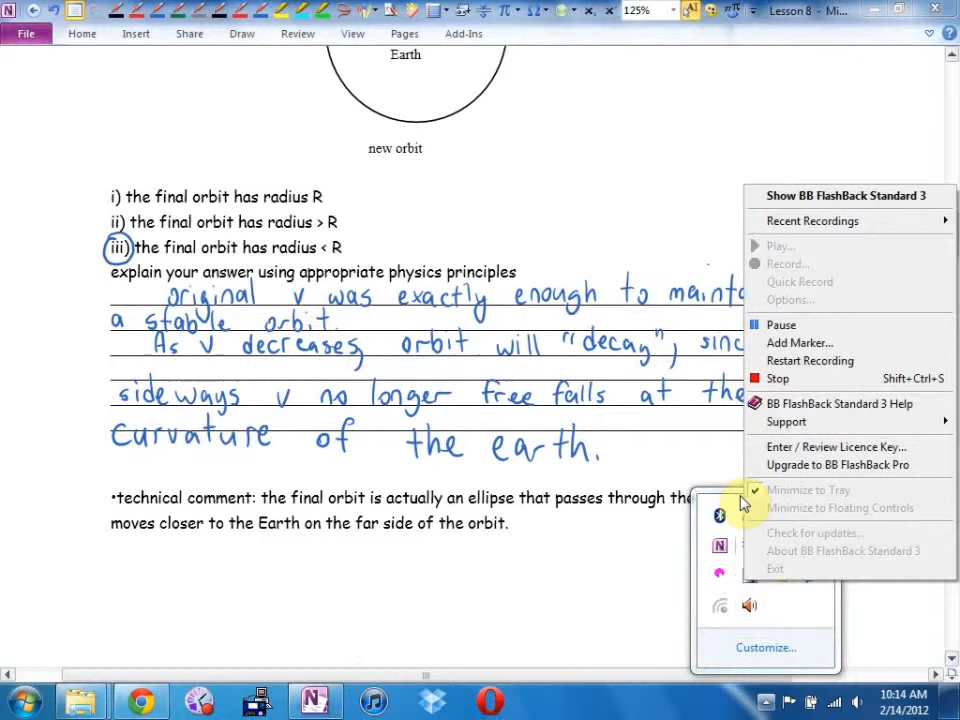 125%
Lesson 8 - Mi...
File Home Insert Share Draw Review View Pages Add-Ins
Earth
new orbit
i) the final orbit has radius R
ii) the final orbit has radius > R
iii) the final orbit has radius < R
explain your answer using appropriate physics principles
original v was exactly enough to
a stable orbit.
As v decreases, orbit will "decay",
sideways v no longer free falls at the
curvature of the earth.
•technical comment: the final orbit is actually an ellipse that passes through the
moves closer to the Earth on the far side of the orbit.
Show BB FlashBack Standard 3
Recent Recordings
Play...
Record...
Quick Record
Options...
Pause
Add Marker...
Restart Recording
Stop Shift+Ctrl+S
BB FlashBack Standard 3 Help
Support
Enter / Review Licence Key...
Upgrade to BB FlashBack Pro
Minimize to Tray
Minimize to Floating Controls
Check for updates...
About BB FlashBack Standard 3
Exit
Customize...
10:14 AM
2/14/2012